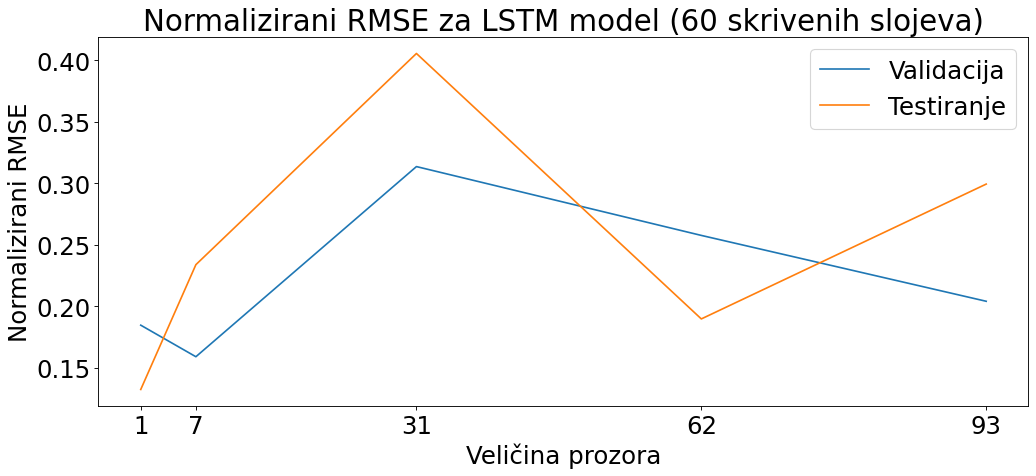 Normalizirani RMSE za LSTM model (60 skrivenih slojeva)
Normalizirani RMSE
0.40
0.35
0.30
0.25
0.20
0.15
Validacija
Testiranje
1 7 31 62 93
Veličina prozora